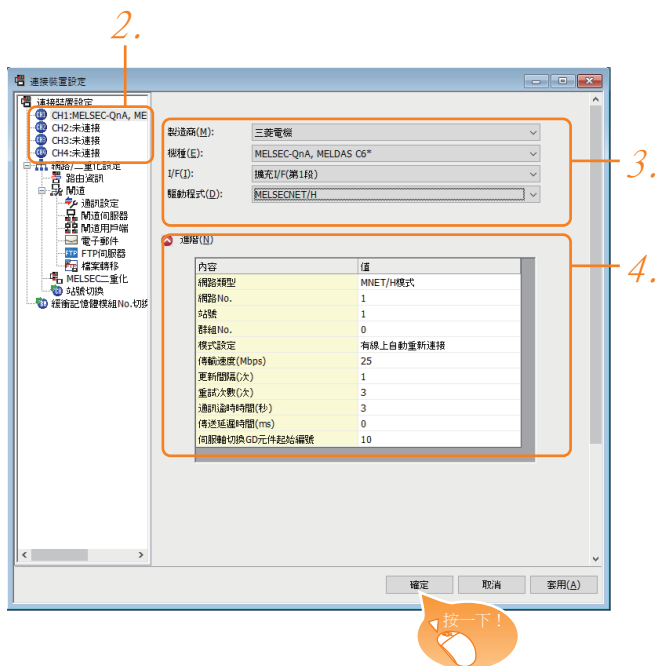 2.
連接裝置設定
連接裝置設定
CH1:MELSEC-QnA, ME
CH2:未連接
CH3:未連接
CH4:未連接
網路/二重化設定
路由資訊
閘道
通訊設定
閘道伺服器
閘道用戶端
電子郵件
FTP伺服器
檔案轉移
MELSEC二重化
站號切換
緩衝記憶體模組No.切換
製造商(M):
三菱電機
3.
機種(E):
MELSEC-QnA, MELDAS C6*
I/F(I):
擴充I/F(第1段)
驅動程式(D):
MELSECNET/H
進階(N)
4.
內容
值
網路類型
MNET/H模式
網路No.
1
站號
1
群組No.
0
模式設定
有線上自動重新連接
傳輸速度(Mbps)
25
更新間隔(次)
1
重試次數(次)
3
通訊逾時時間(秒)
3
傳送延遲時間(ms)
0
伺服軸切換GD元件起始編號
10
確定
取消
套用(A)
按一下!